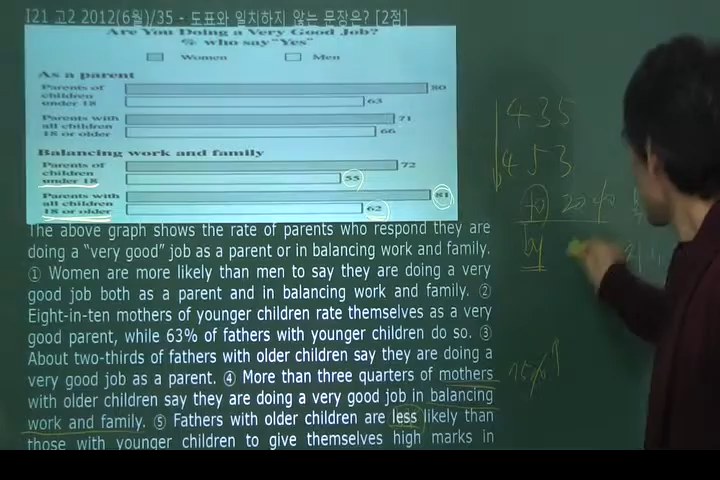 I21 고2 2012(6월)/35 - 도표와 일치하지 않는 문장은? [2점]
Are You Doing a Very Good Job?
% who say "Yes"
Women Men
As a parent
Parents of children under 18
80
63
Parents with all children 18 or older
71
66
Balancing work and family
Parents of children under 18
72
55
Parents with all children 18 or older
81
62
The above graph shows the rate of parents who respond they are
doing a "very good" job as a parent or in balancing work and family.
① Women are more likely than men to say they are doing a very
good job both as a parent and in balancing work and family. ②
Eight-in-ten mothers of younger children rate themselves as a very
good parent, while 63% of fathers with younger children do so. ③
About two-thirds of fathers with older children say they are doing a
very good job as a parent. ④ More than three quarters of mothers
with older children say they are doing a very good job in balancing
work and family. ⑤ Fathers with older children are less likely than
those with younger children to give themselves high marks in
435
453
to 20%
by
75%↑